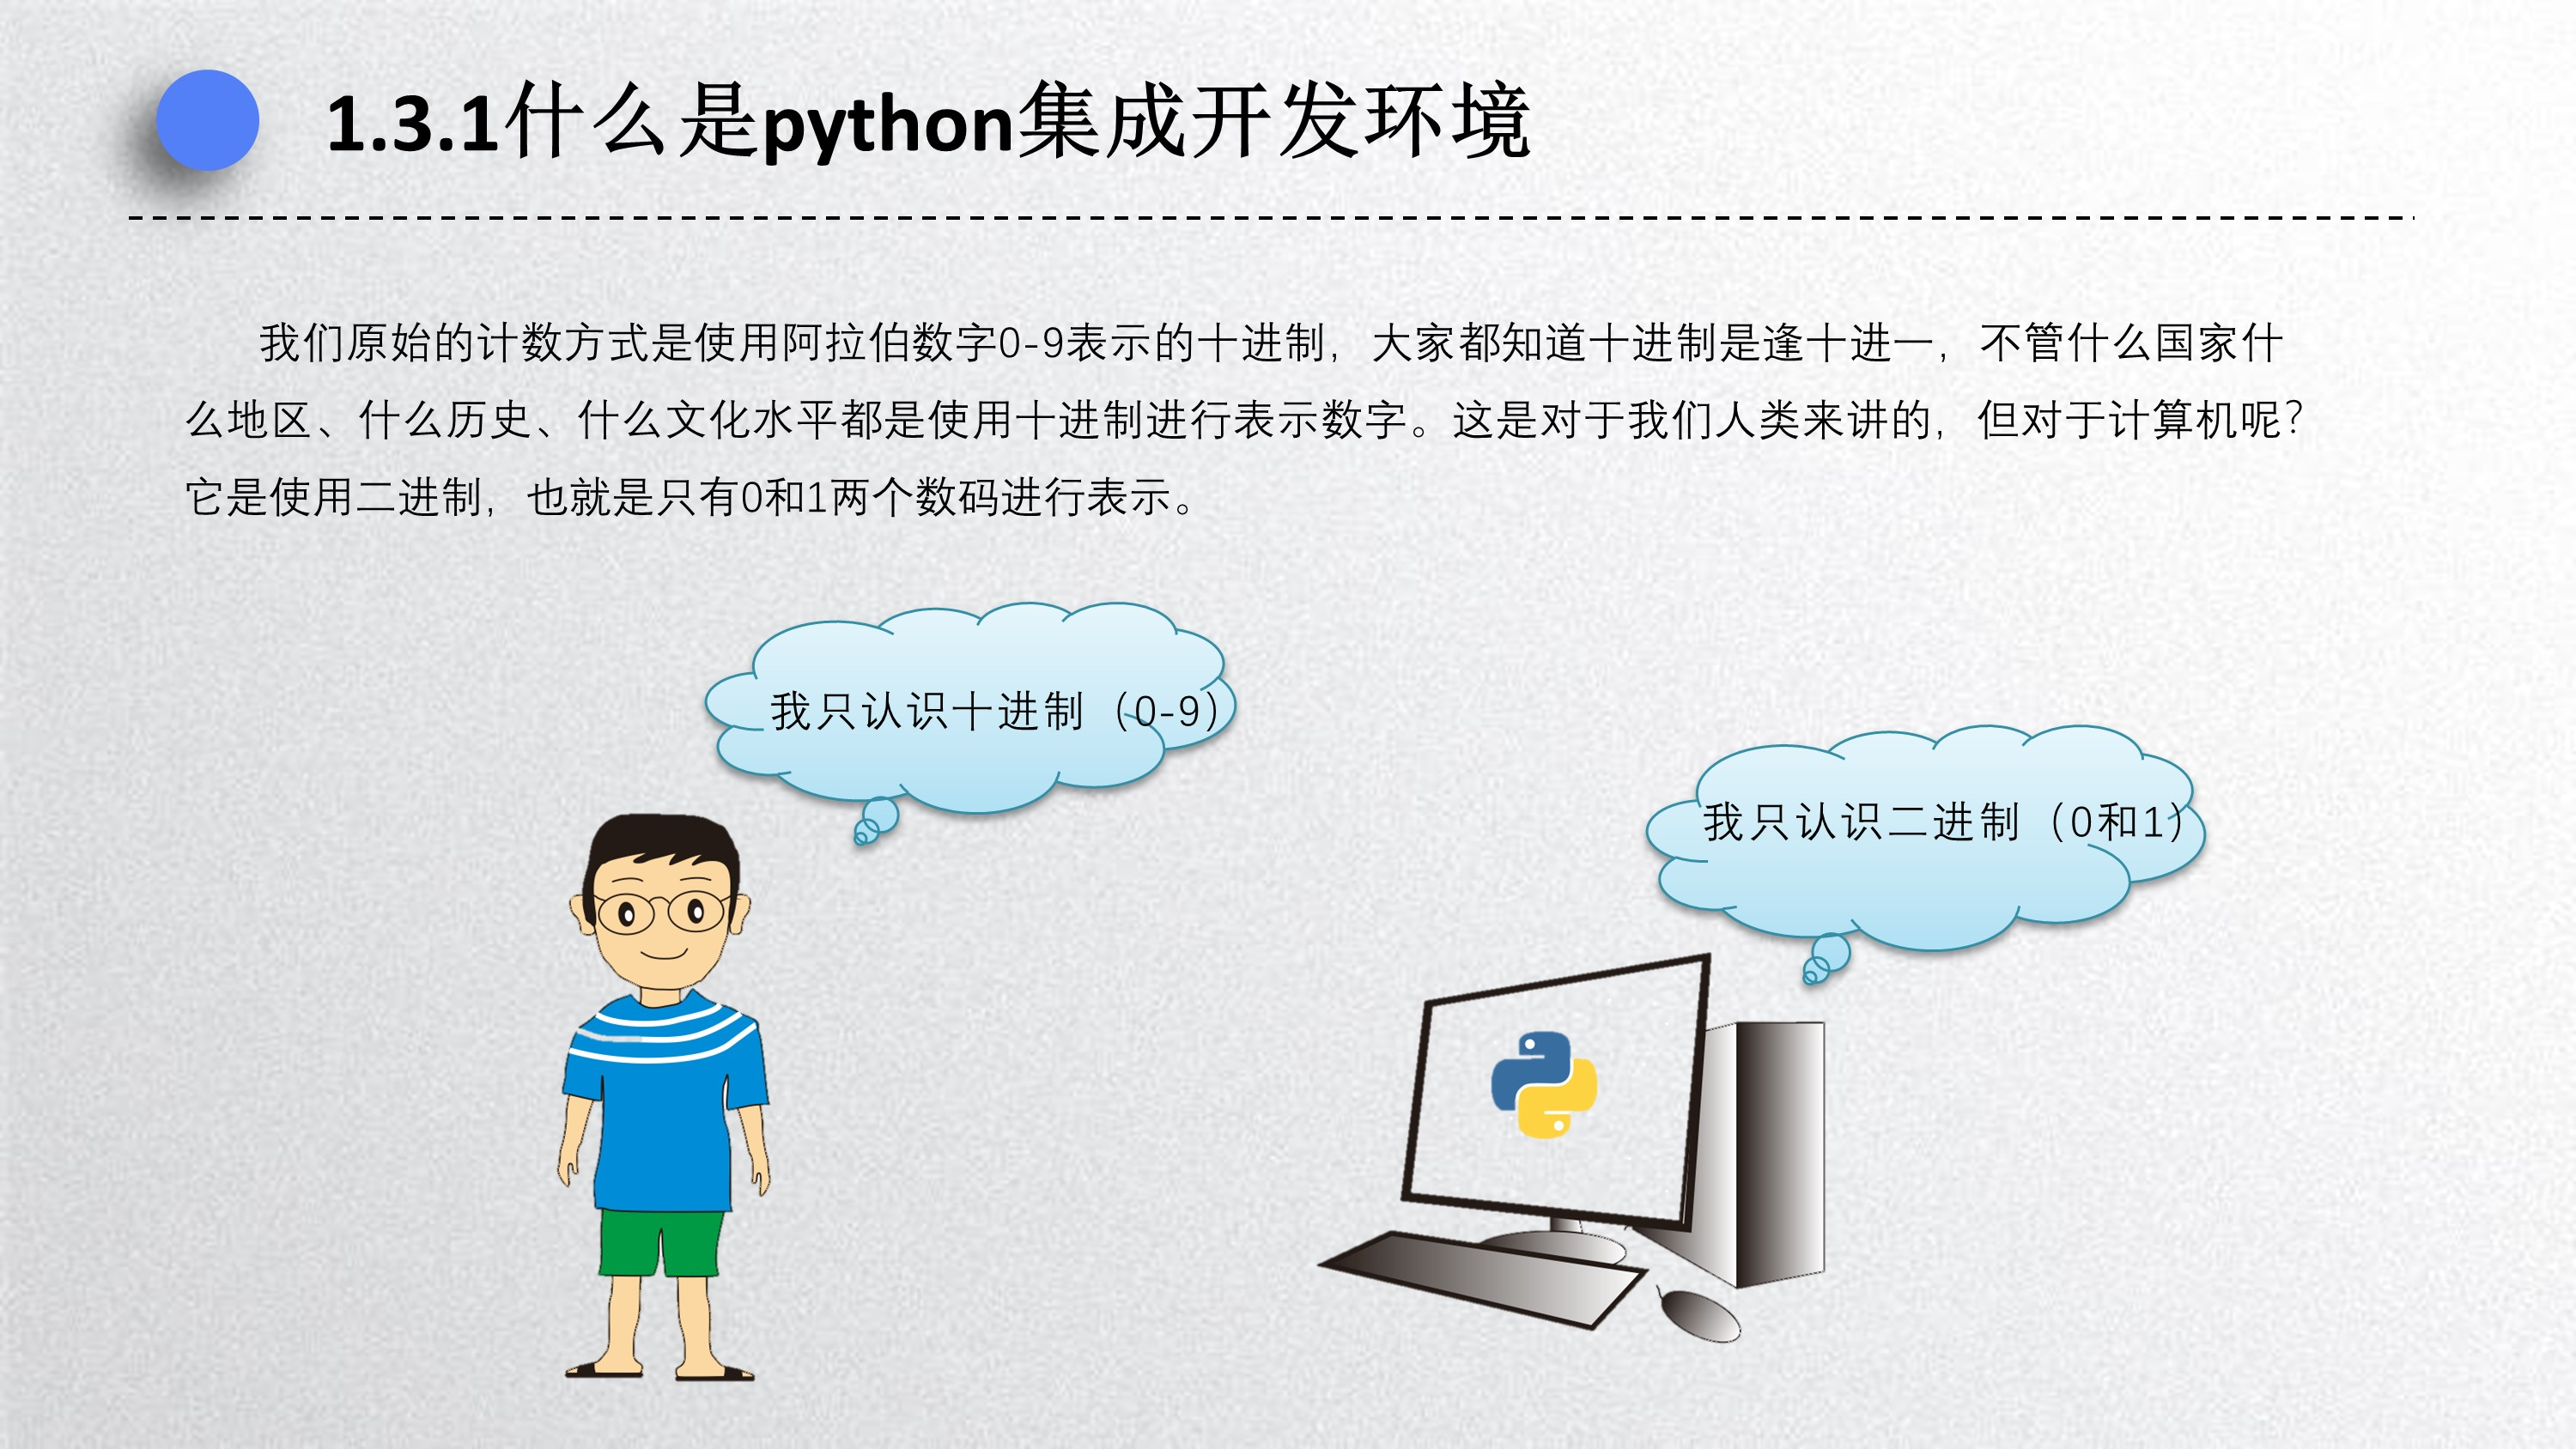 1.3.1什么是python集成开发环境
我们原始的计数方式是使用阿拉伯数字0-9表示的十进制，大家都知道十进制是逢十进一，不管什么国家什
么地区、什么历史、什么文化水平都是使用十进制进行表示数字。这是对于我们人类来讲的，但对于计算机呢？
它是使用二进制，也就是只有0和1两个数码进行表示。
我只认识十进制（0-9）
我只认识二进制（0和1）